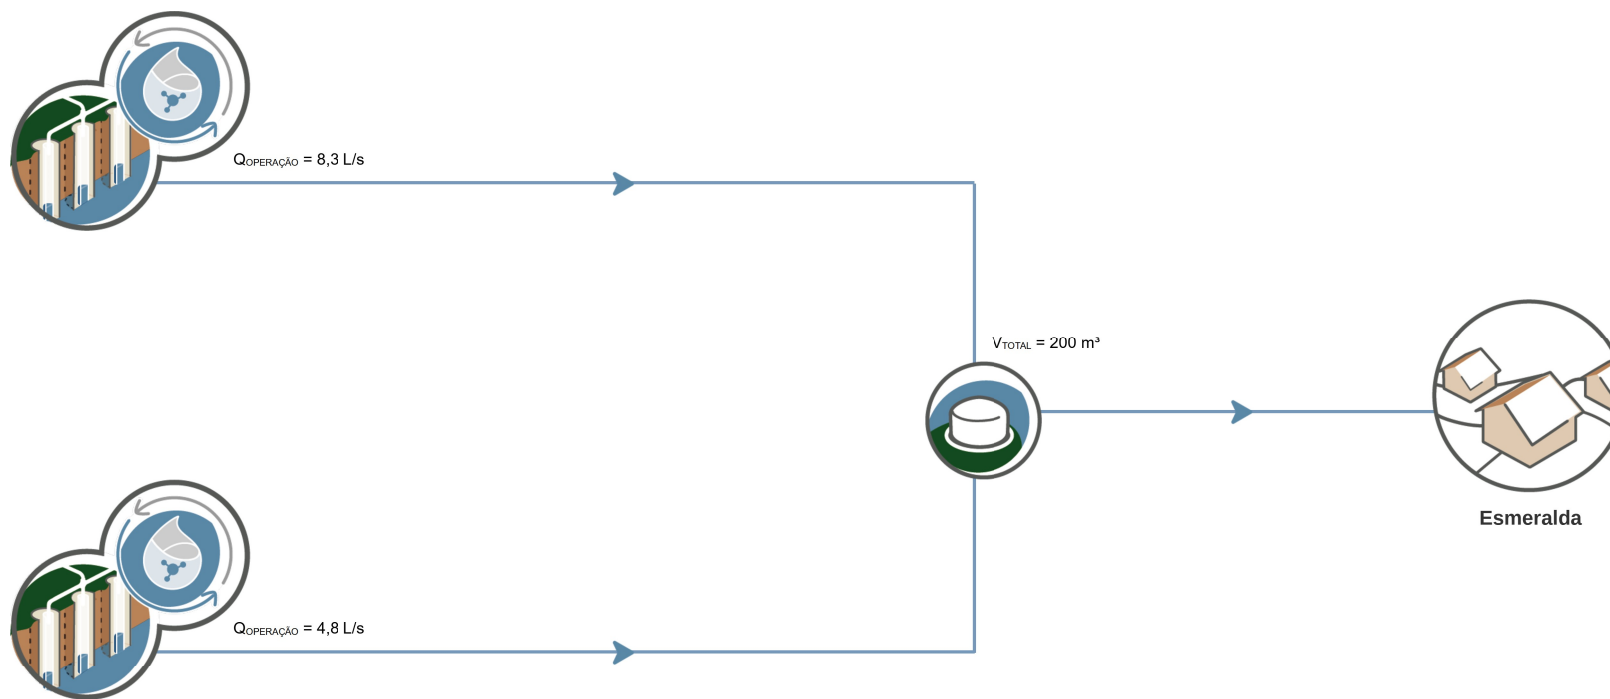 QOPERAÇÃO = 8,3 L/s
VTOTAL = 200 m³
Esmeralda
QOPERAÇÃO = 4,8 L/s